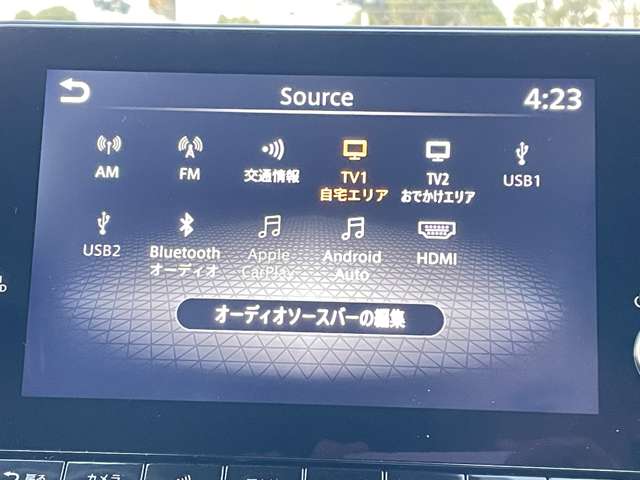 Source
4:23
AM
FM
交通情報
TV1
自宅エリア
TV2
おでかけエリア
USB1
USB2
Bluetooth
オーディオ
Apple
CarPlay
Android
Auto
HDMI
オーディオソースバーの編集
戻る
カメラ